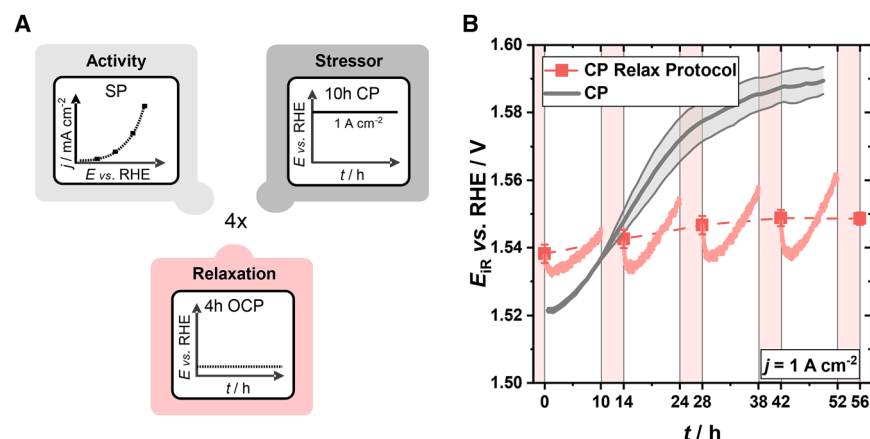 A
Activity
SP
j / mA cm⁻²
E vs. RHE
Stressor
10h CP
1 A cm⁻²
E vs. RHE
t / h
4x
Relaxation
4h OCP
E vs. RHE
t / h
B
CP Relax Protocol
CP
E_iR vs. RHE / V
1.60
1.58
1.56
1.54
1.52
1.50
j = 1 A cm⁻²
0 10 14 24 28 38 42 52 56
t / h